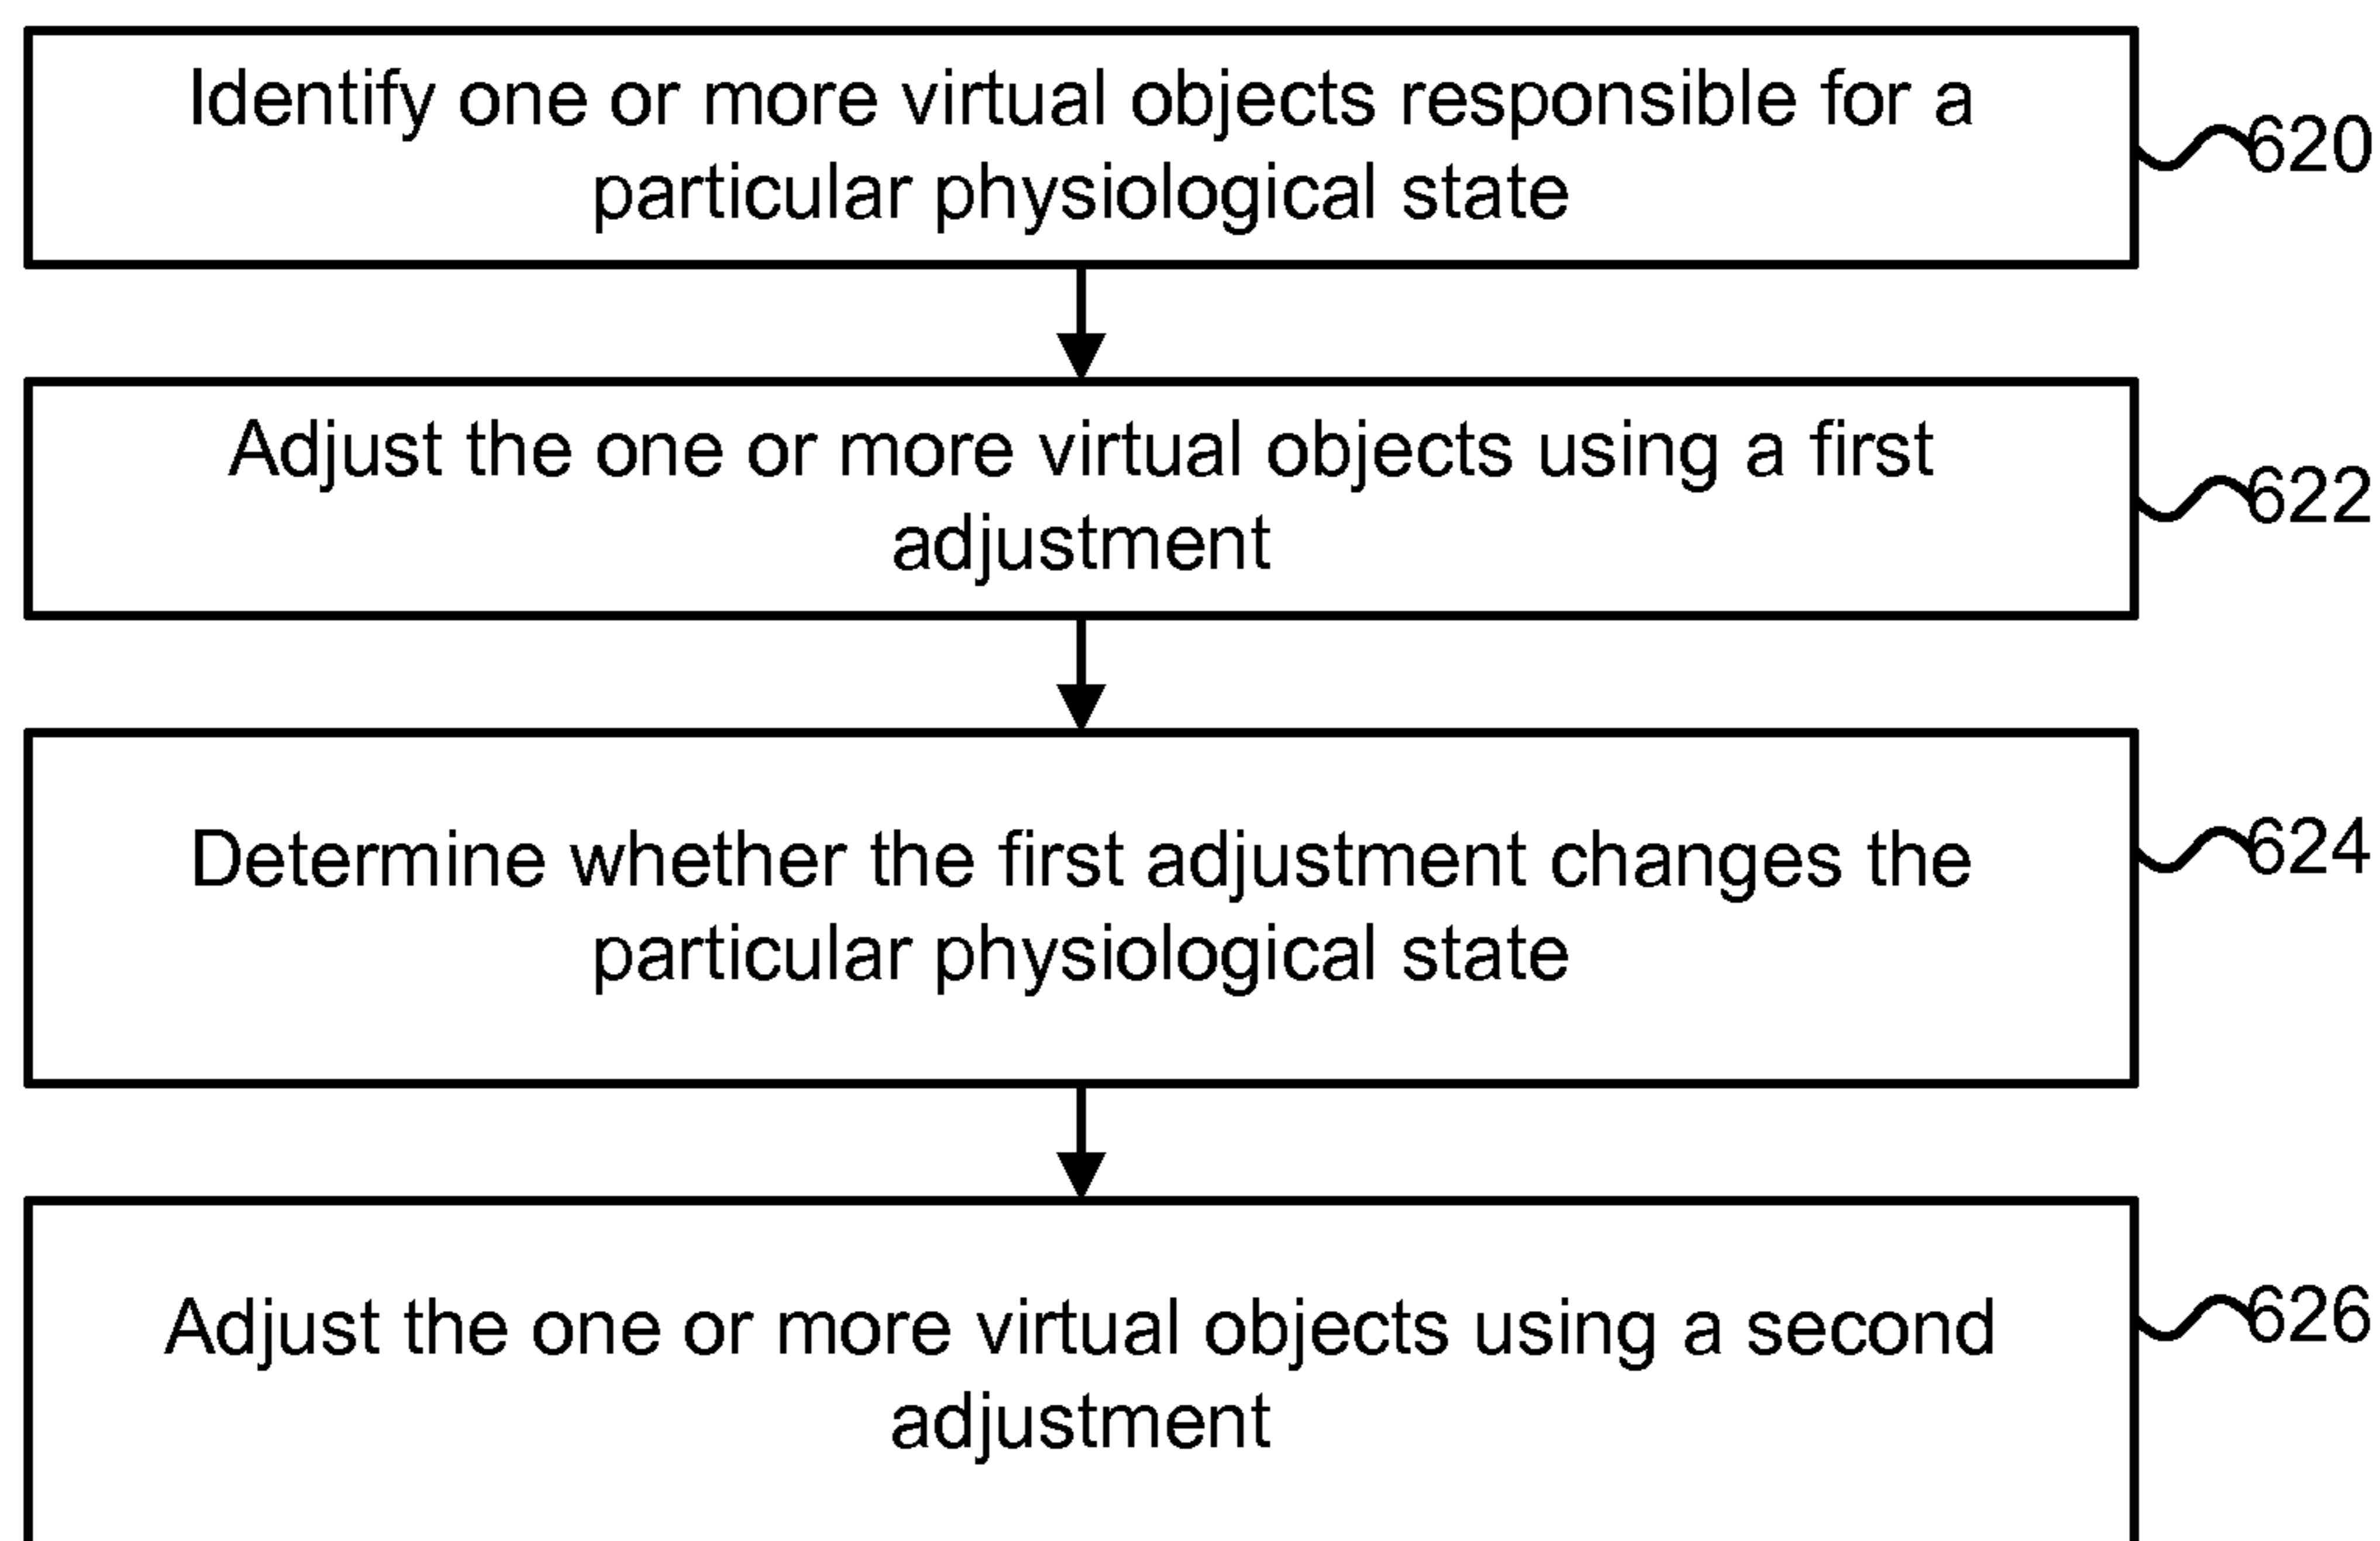 Identify one or more virtual objects responsible for a
particular physiological state
620
Adjust the one or more virtual objects using a first
adjustment
622
Determine whether the first adjustment changes the
particular physiological state
624
Adjust the one or more virtual objects using a second
adjustment
626